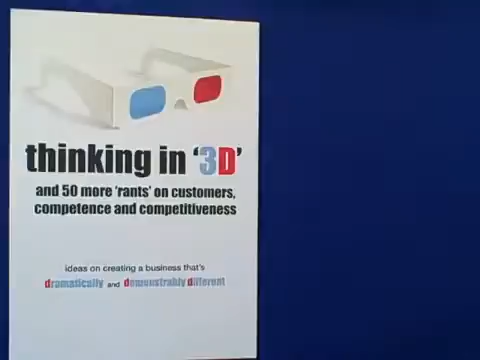 thinking in '3D'
and 50 more 'rants' on customers,
competence and competitiveness
ideas on creating a business that's
dramatically and demonstrably different